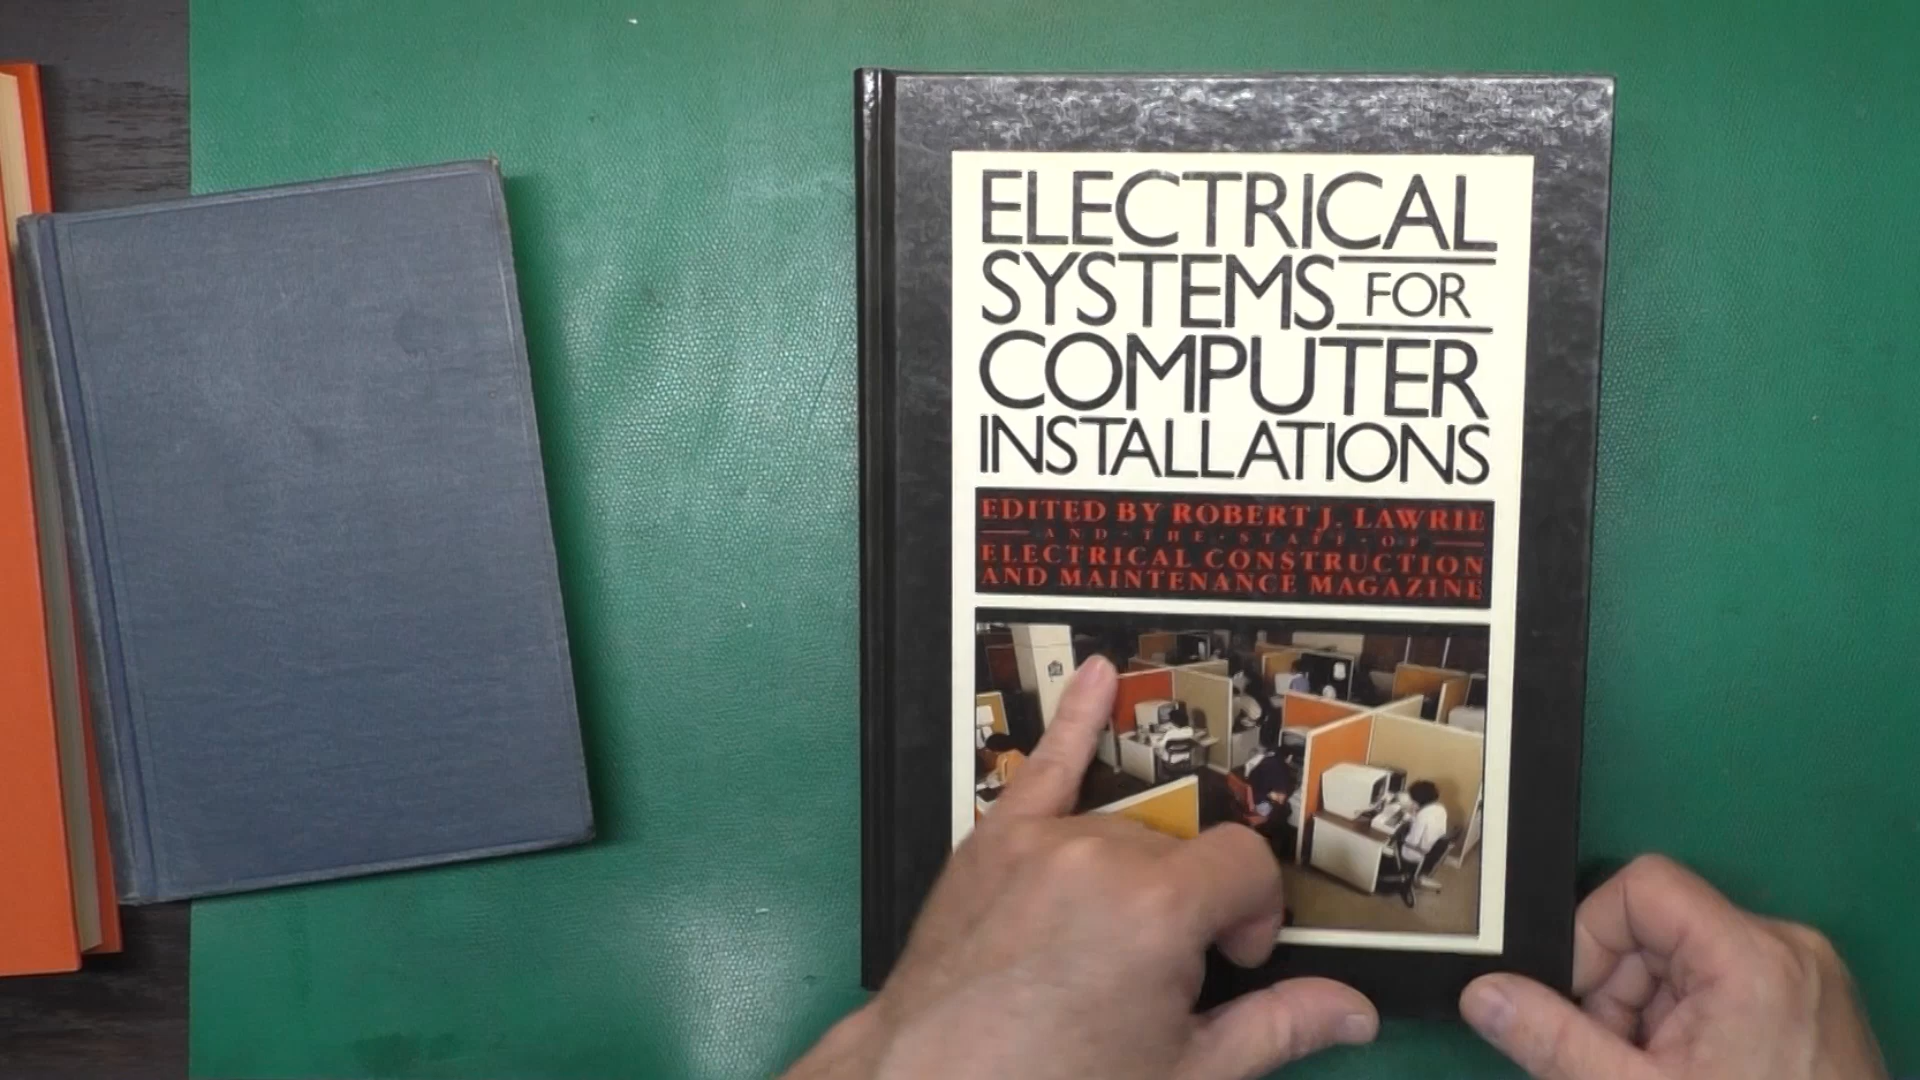 ELECTRICAL
SYSTEMS FOR
COMPUTER
INSTALLATIONS
EDITED BY ROBERT J. LAWRIE
AND • THE • STAFF • OF
ELECTRICAL CONSTRUCTION
AND MAINTENANCE MAGAZINE